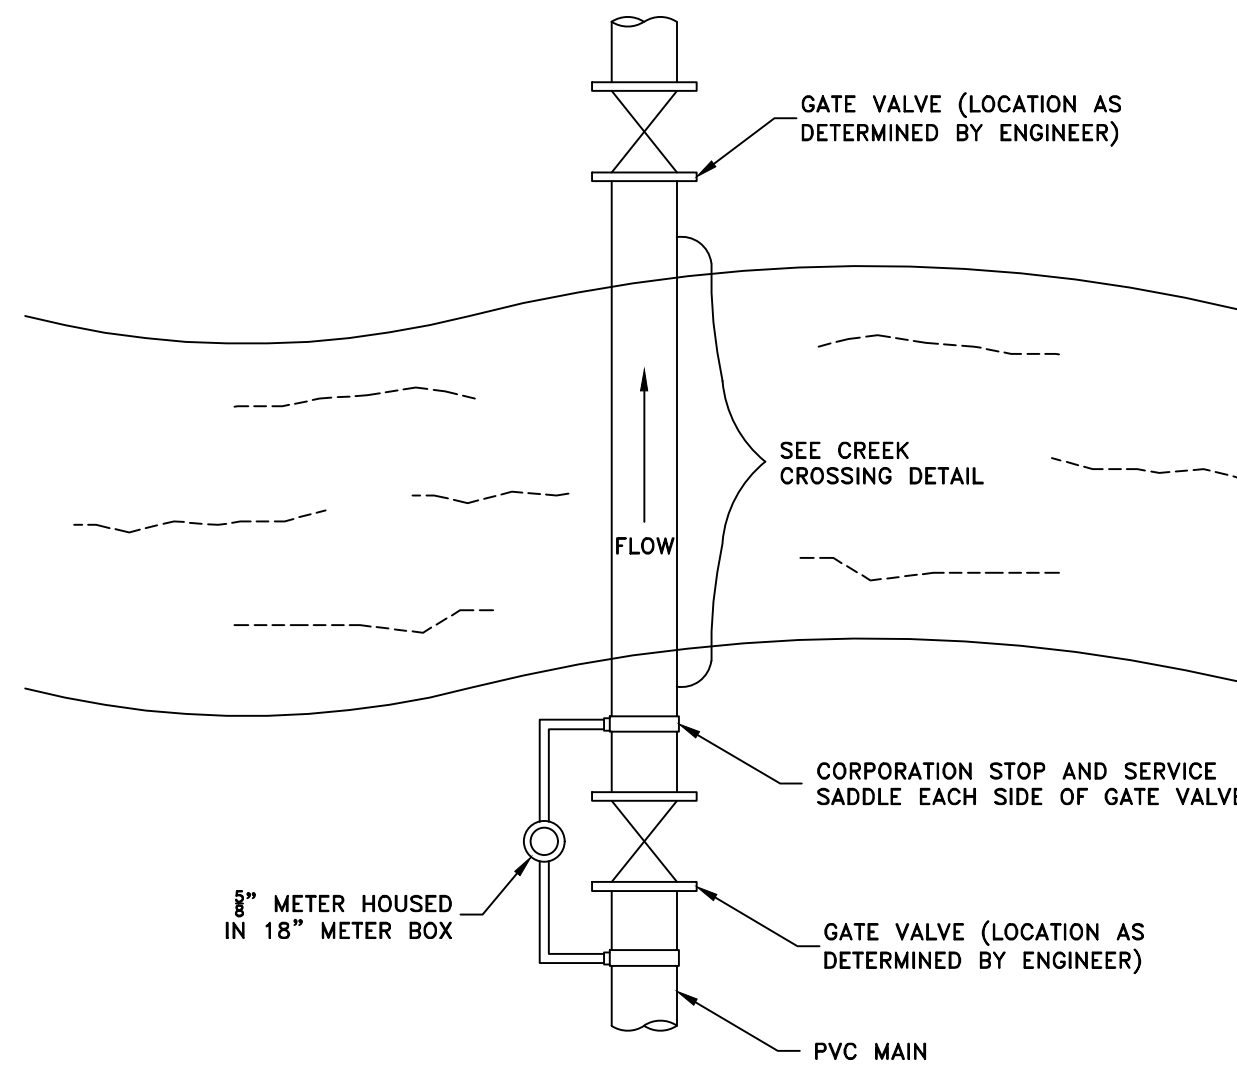 GATE VALVE (LOCATION AS
DETERMINED BY ENGINEER)
SEE CREEK
CROSSING DETAIL
FLOW
CORPORATION STOP AND SERVICE
SADDLE EACH SIDE OF GATE VALVE
⅝” METER HOUSED
IN 18” METER BOX
GATE VALVE (LOCATION AS
DETERMINED BY ENGINEER)
PVC MAIN